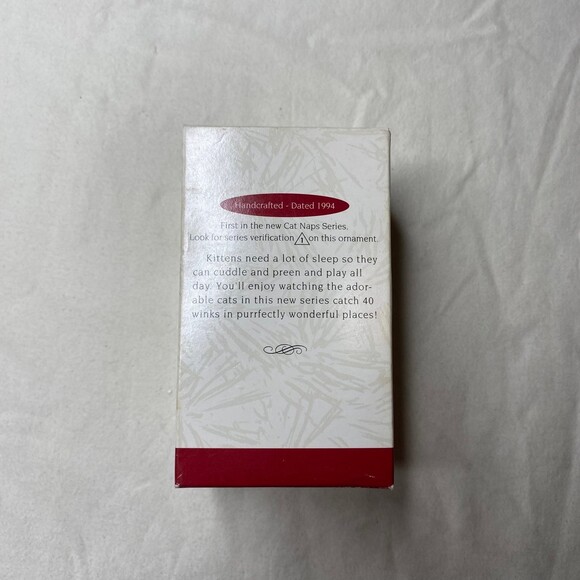 Handcrafted - Dated 1994
First in the new Cat Naps Series.
Look for series verification 1 on this ornament.
Kittens need a lot of sleep so they
can cuddle and preen and play all
day. You'll enjoy watching the ador-
able cats in this new series catch 40
winks in purrfectly wonderful places!